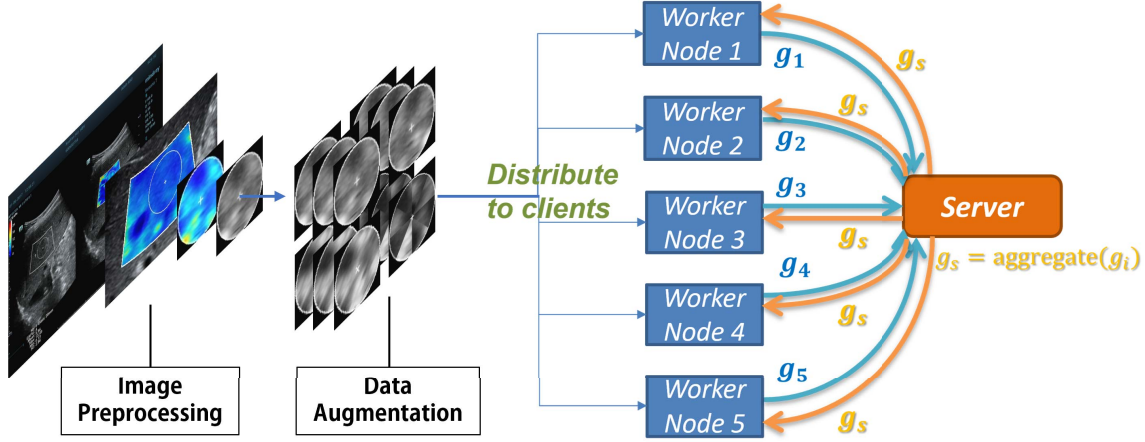 Image
Preprocessing
Data
Augmentation
Distribute
to clients
Worker
Node 1
Worker
Node 2
Worker
Node 3
Worker
Node 4
Worker
Node 5
g₁
gₛ
gₛ
g₂
g₃
gₛ
g₄
gₛ
g₅
gₛ
Server
gₛ = aggregate(gᵢ)